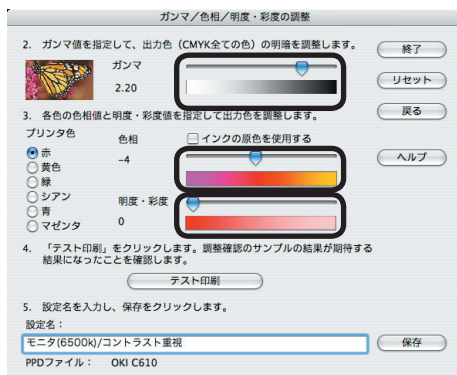 ガンマ／色相／明度・彩度の調整
2. ガンマ値を指定して、出力色（CMYK全ての色）の明暗を調整します。
終了
ガンマ
2.20
リセット
戻る
3. 各色の色相値と明度・彩度値を指定して出力色を調整します。
プリンタ色
色相
インクの原色を使用する
ヘルプ
赤
-4
黄色
緑
シアン
明度・彩度
青
0
マゼンタ
4. 「テスト印刷」をクリックします。調整確認のサンプルの結果が期待する
結果になったことを確認します。
テスト印刷
5. 設定名を入力し、保存をクリックします。
設定名：
モニタ(6500k)/コントラスト重視
保存
PPDファイル： OKI C610